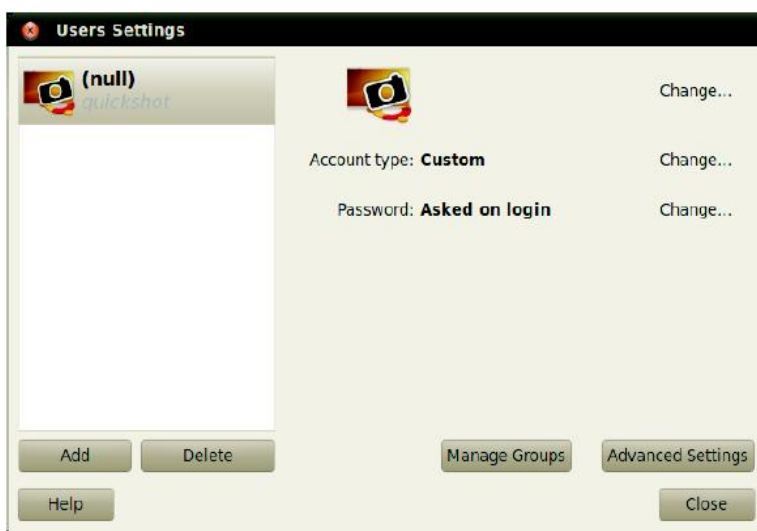 Users Settings
(null)
quickshot
Change...
Account type: Custom
Change...
Password: Asked on login
Change...
Add
Delete
Manage Groups
Advanced Settings
Help
Close